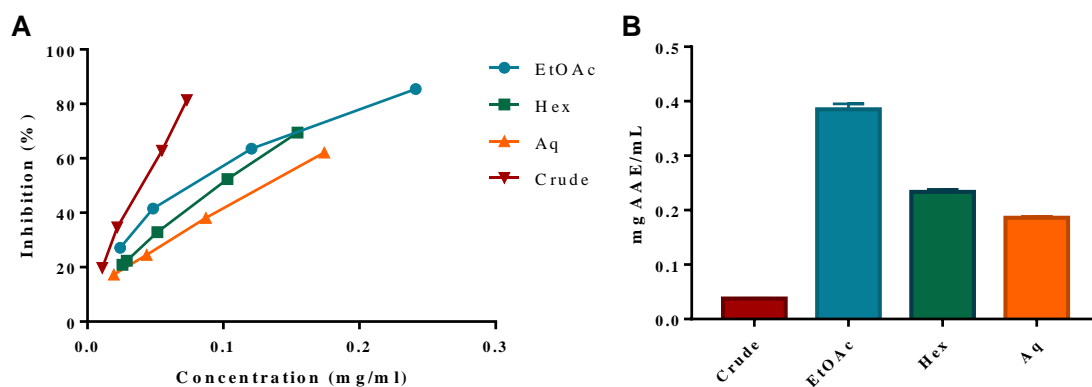 A
Inhibition (%)
100
80
60
40
20
0
0.0
0.1
0.2
0.3
Concentration (mg/ml)
EtOAc
Hex
Aq
Crude
B
mg AAE/mL
0.5
0.4
0.3
0.2
0.1
0.0
Crude
EtOAc
Hex
Aq